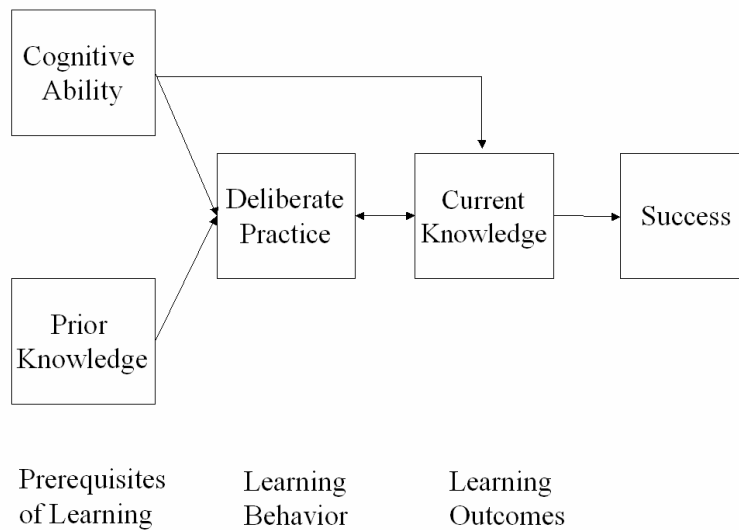 Cognitive
Ability
Deliberate
Practice
Current
Knowledge
Success
Prior
Knowledge
Prerequisites
of Learning
Learning
Behavior
Learning
Outcomes